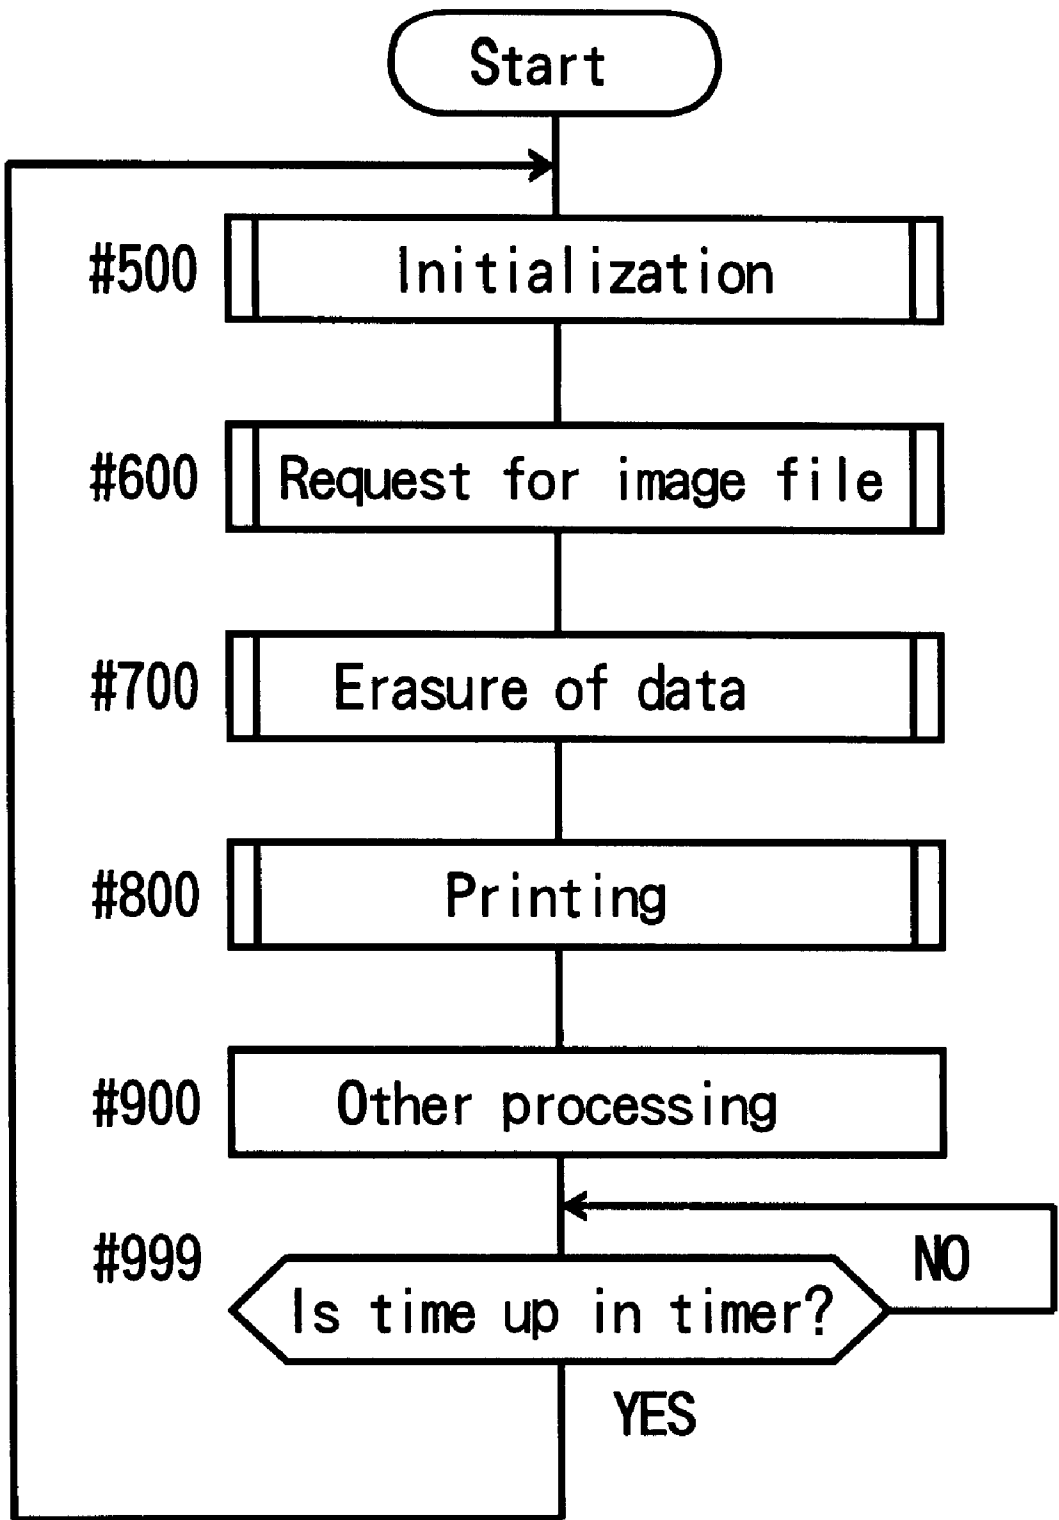 Start
#500 Initialization
#600 Request for image file
#700 Erasure of data
#800 Printing
#900 Other processing
#999
NO
Is time up in timer?
YES